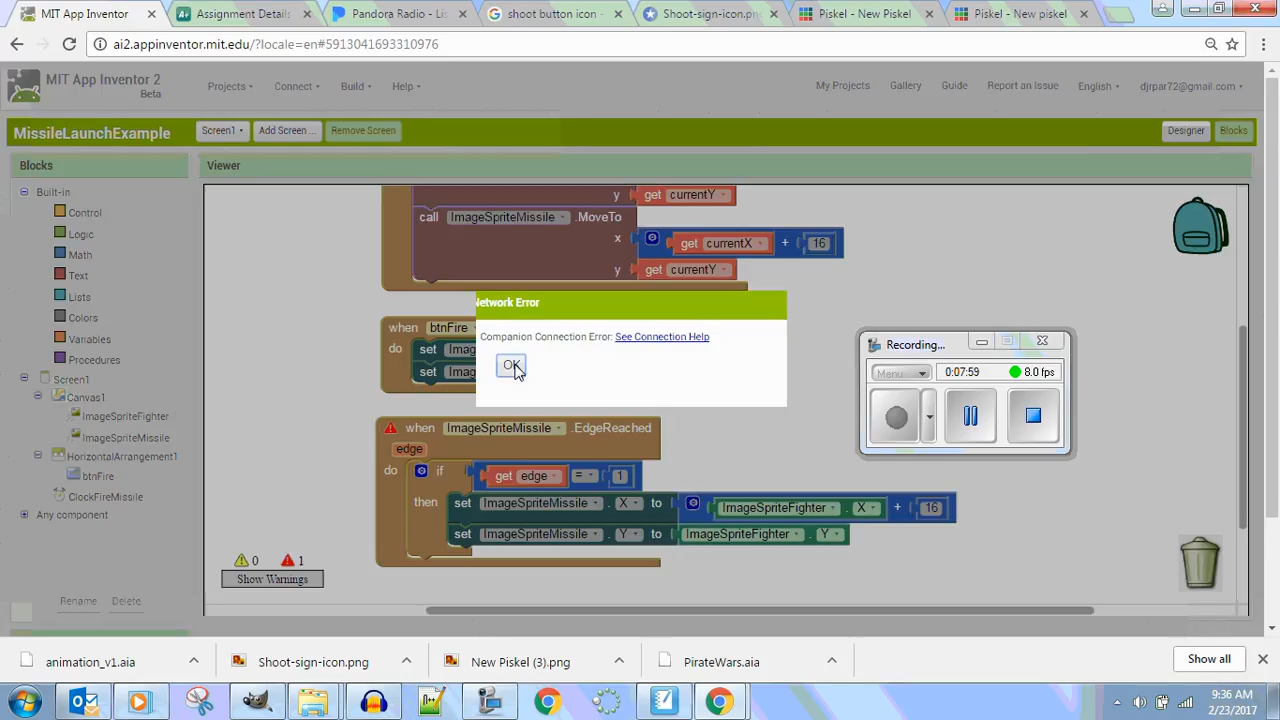 MIT App Inventor 2
Assignment Details
Pandora Radio - Lis
shoot button icon -
Shoot-sign-icon.png
Piskel - New Piskel
Piskel - New piskel
ai2.appinventor.mit.edu/?locale=en#5913041693310976
MIT App Inventor 2
Beta
Projects
Connect
Build
Help
My Projects
Gallery
Guide
Report an Issue
English
djrpar72@gmail.com
MissileLaunchExample
Screen1
Add Screen ...
Remove Screen
Designer
Blocks
Blocks
Viewer
Built-in
Control
Logic
Math
Text
Lists
Colors
Variables
Procedures
Screen1
Canvas1
ImageSpriteFighter
ImageSpriteMissile
HorizontalArrangement1
btnFire
ClockFireMissile
Any component
Rename
Delete
y get currentY
call ImageSpriteMissile .MoveTo
x get currentX + 16
y get currentY
when btnFire
do set Imag
set Imag
Network Error
Companion Connection Error: See Connection Help
OK
Recording...
Menu
0:07:59
8.0 fps
when ImageSpriteMissile .EdgeReached
edge
do if get edge = 1
then set ImageSpriteMissile . X to ImageSpriteFighter . X + 16
set ImageSpriteMissile . Y to ImageSpriteFighter . Y
0 1
Show Warnings
animation_v1.aia
Shoot-sign-icon.png
New Piskel (3).png
PirateWars.aia
Show all
9:36 AM
2/23/2017